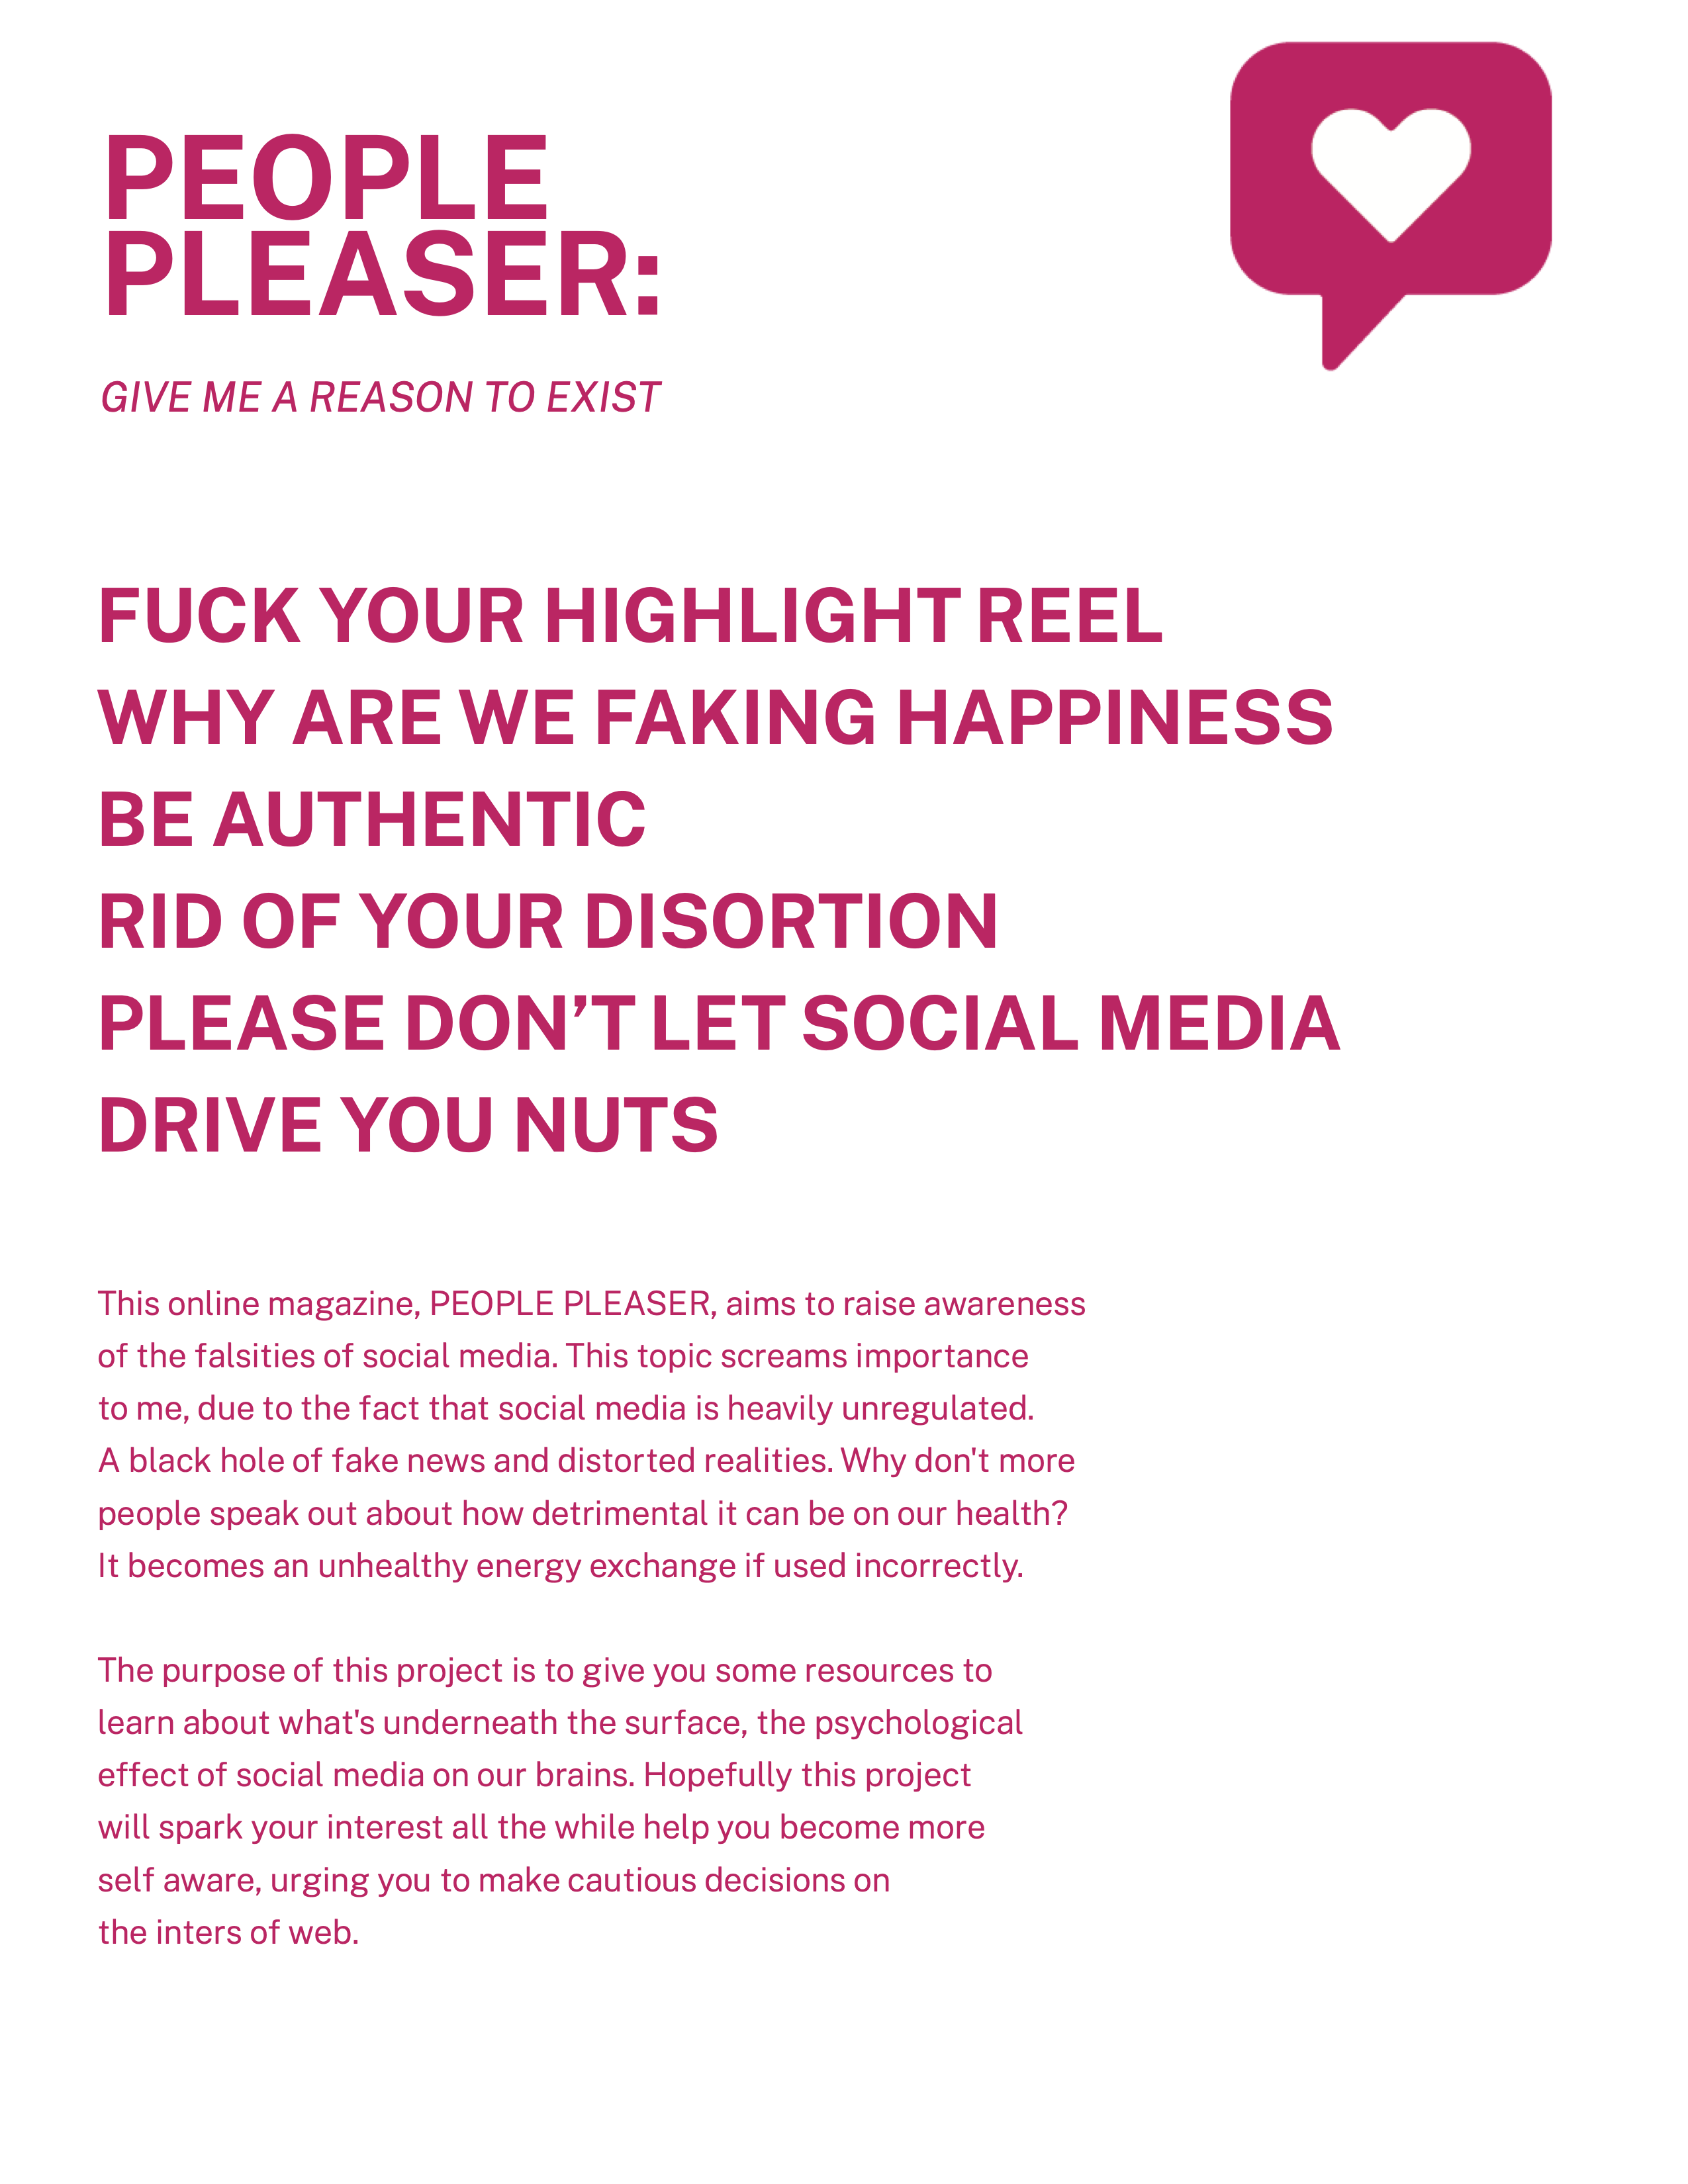 PEOPLE
PLEASER:
GIVE ME A REASON TO EXIST
FUCK YOUR HIGHLIGHT REEL
WHY ARE WE FAKING HAPPINESS
BE AUTHENTIC
RID OF YOUR DISORTION
PLEASE DON’T LET SOCIAL MEDIA
DRIVE YOU NUTS
This online magazine, PEOPLE PLEASER, aims to raise awareness
of the falsities of social media. This topic screams importance
to me, due to the fact that social media is heavily unregulated.
A black hole of fake news and distorted realities. Why don't more
people speak out about how detrimental it can be on our health?
It becomes an unhealthy energy exchange if used incorrectly.
The purpose of this project is to give you some resources to
learn about what's underneath the surface, the psychological
effect of social media on our brains. Hopefully this project
will spark your interest all the while help you become more
self aware, urging you to make cautious decisions on
the inters of web.